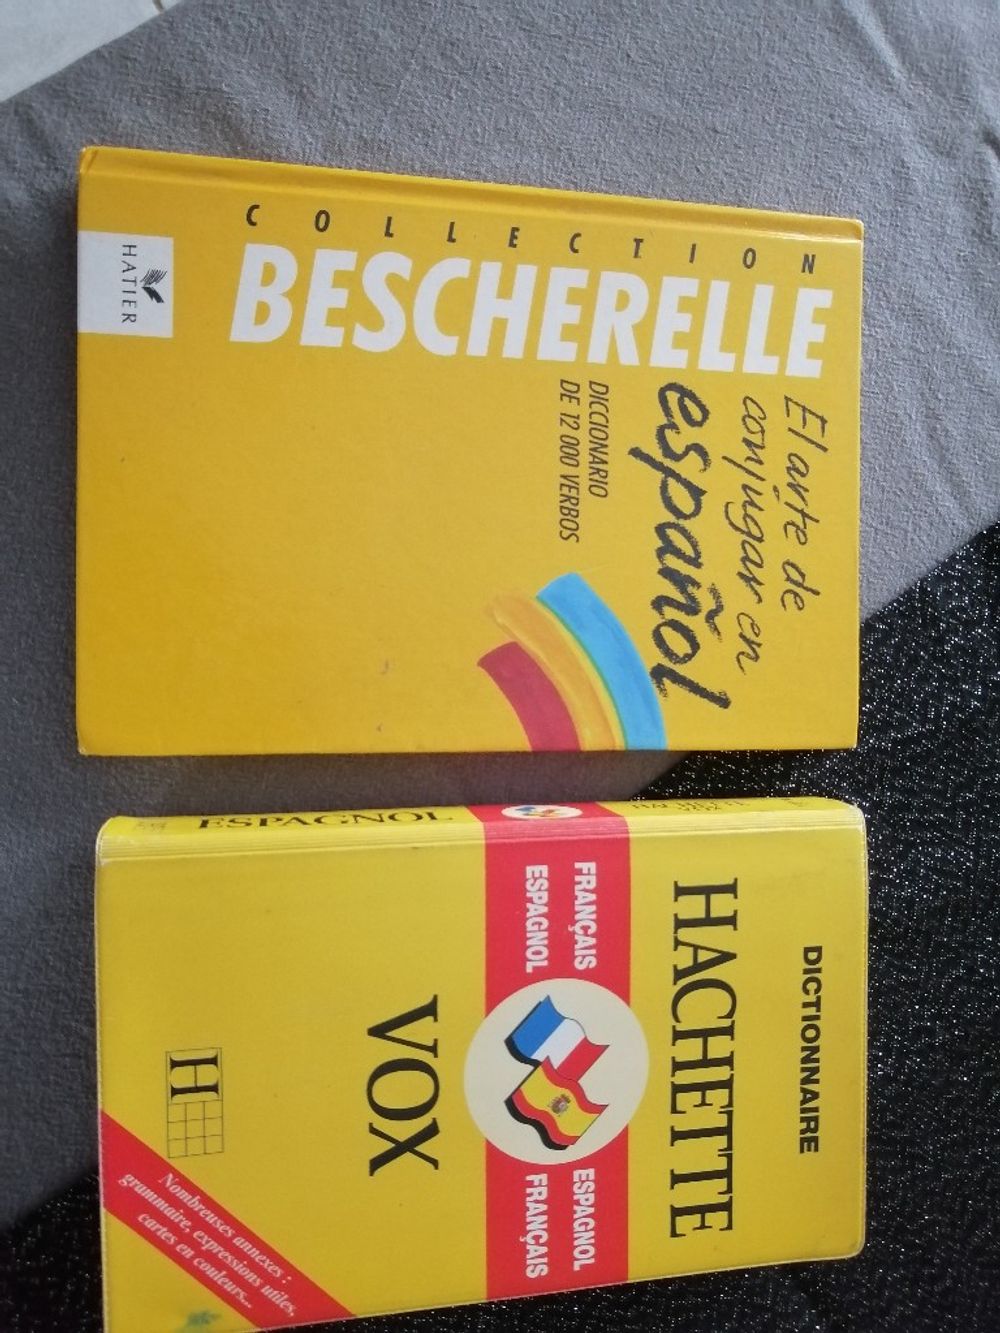 COLLECTION
BESCHERELLE
El arte de
conjugar en
español
DICCIONARIO
DE 12 000 VERBOS
HATIER
ESPAGNOL
DICTIONNAIRE
HACHETTE
FRANÇAIS
ESPAGNOL
ESPAGNOL
FRANÇAIS
VOX
H
Nombreuses annexes :
grammaire, expressions utiles,
cartes en couleurs...